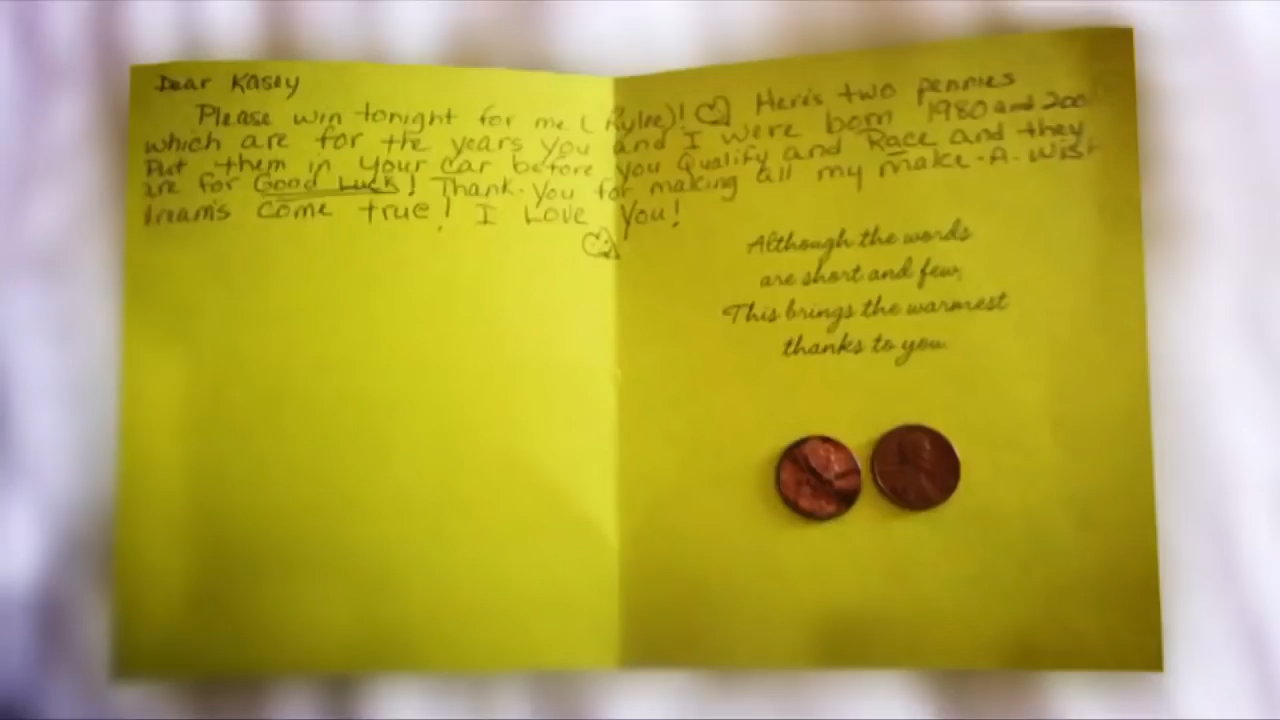 Dear Kasey
Please win tonight for me (Rylee)! Here's two pennies
which are for the years you and I were born 1980 and 200
Put them in your car before you Qualify and Race and they
are for Good Luck! Thank-You for making all my make-A-Wish
dreams come true! I Love You!
Although the words
are short and few,
This brings the warmest
thanks to you.